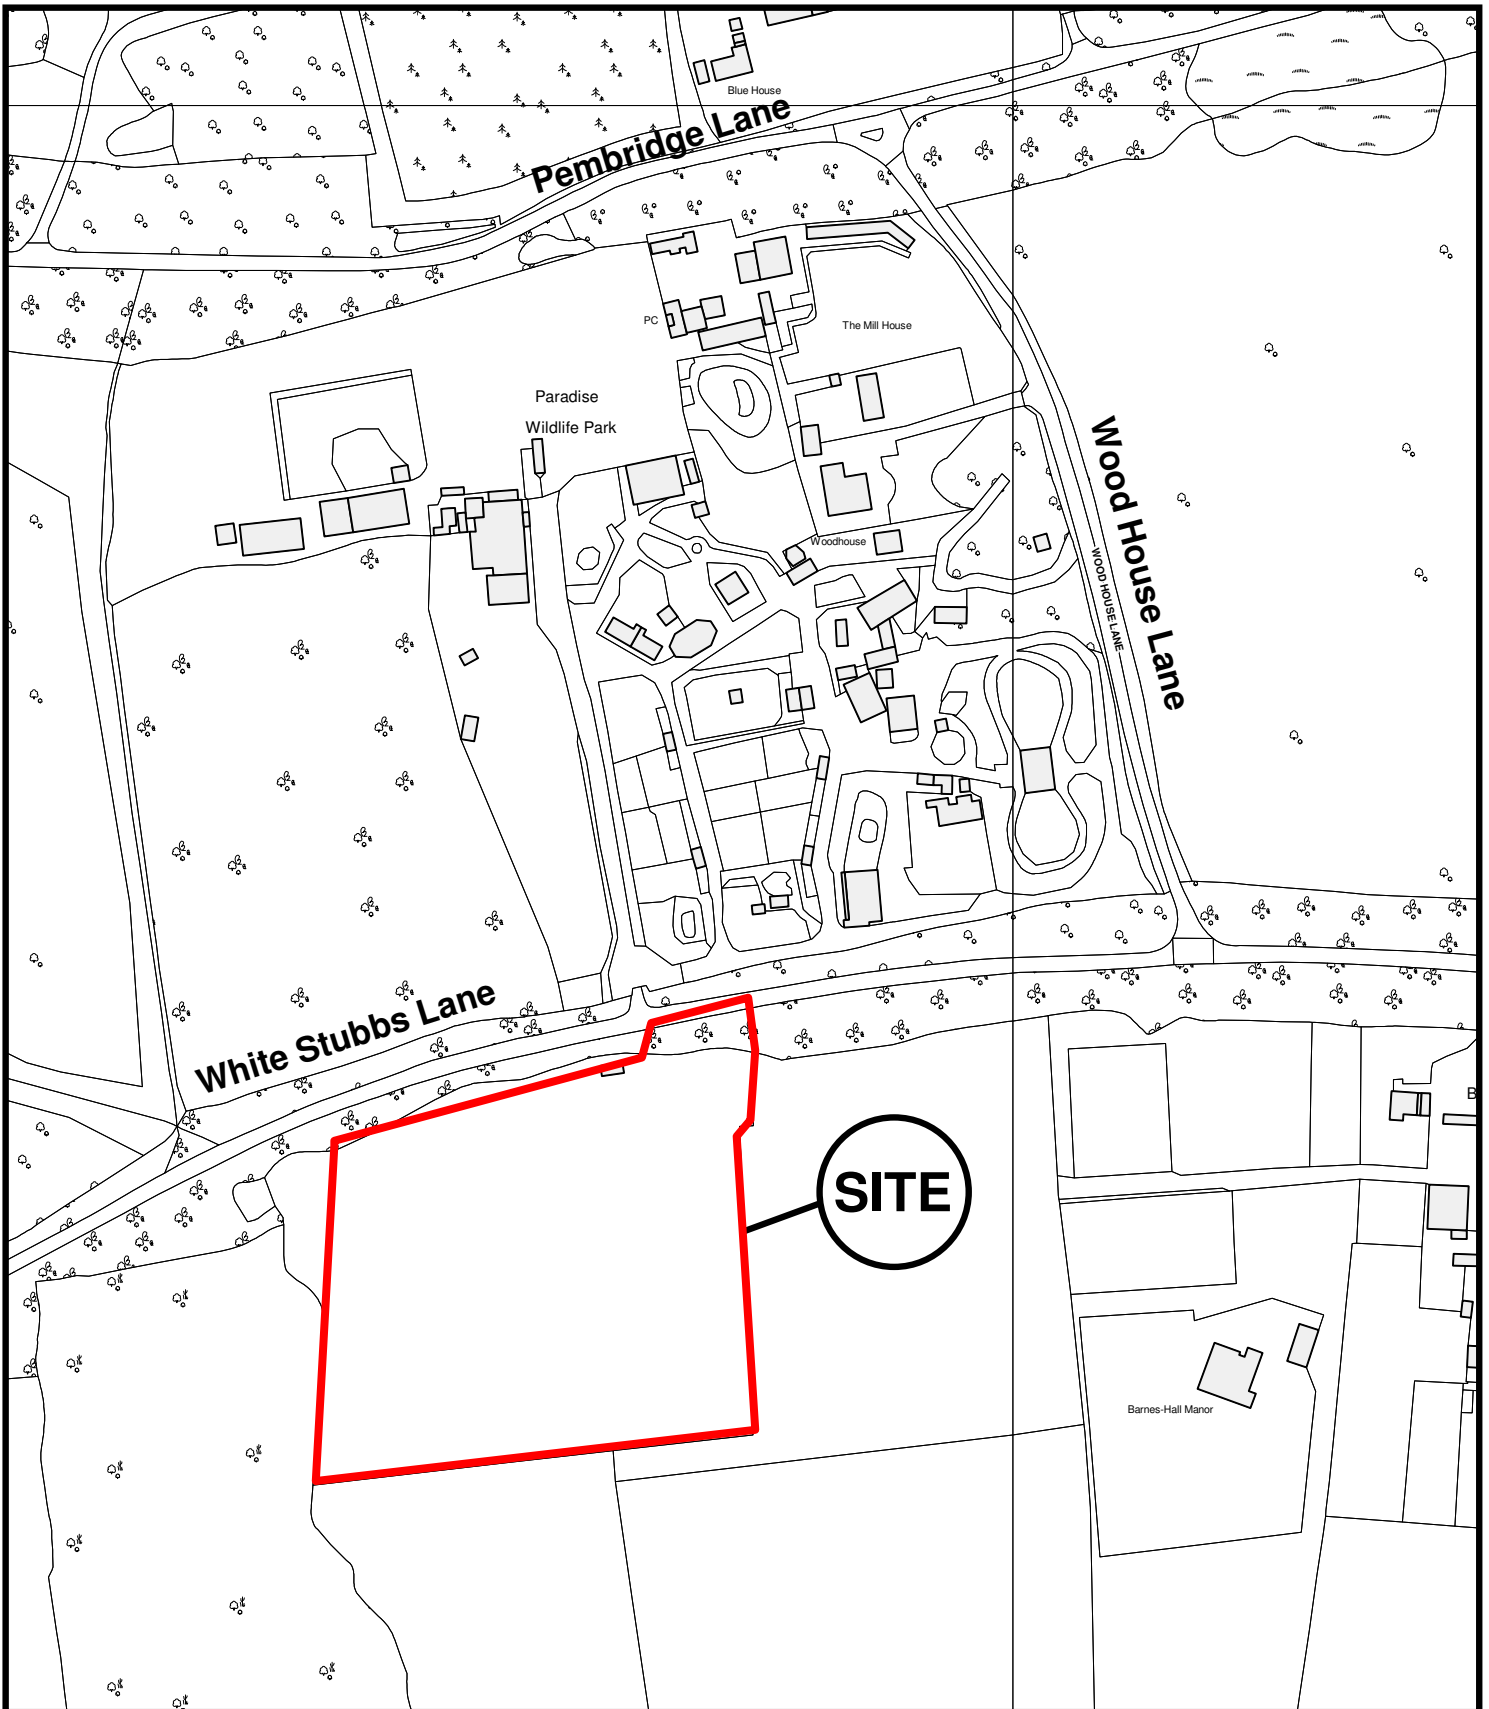 Blue House
Pembridge Lane
PC
The Mill House
Paradise
Wildlife Park
Wood House Lane
Woodhouse
WOOD HOUSE LANE
White Stubbs Lane
B
SITE
Barnes-Hall Manor